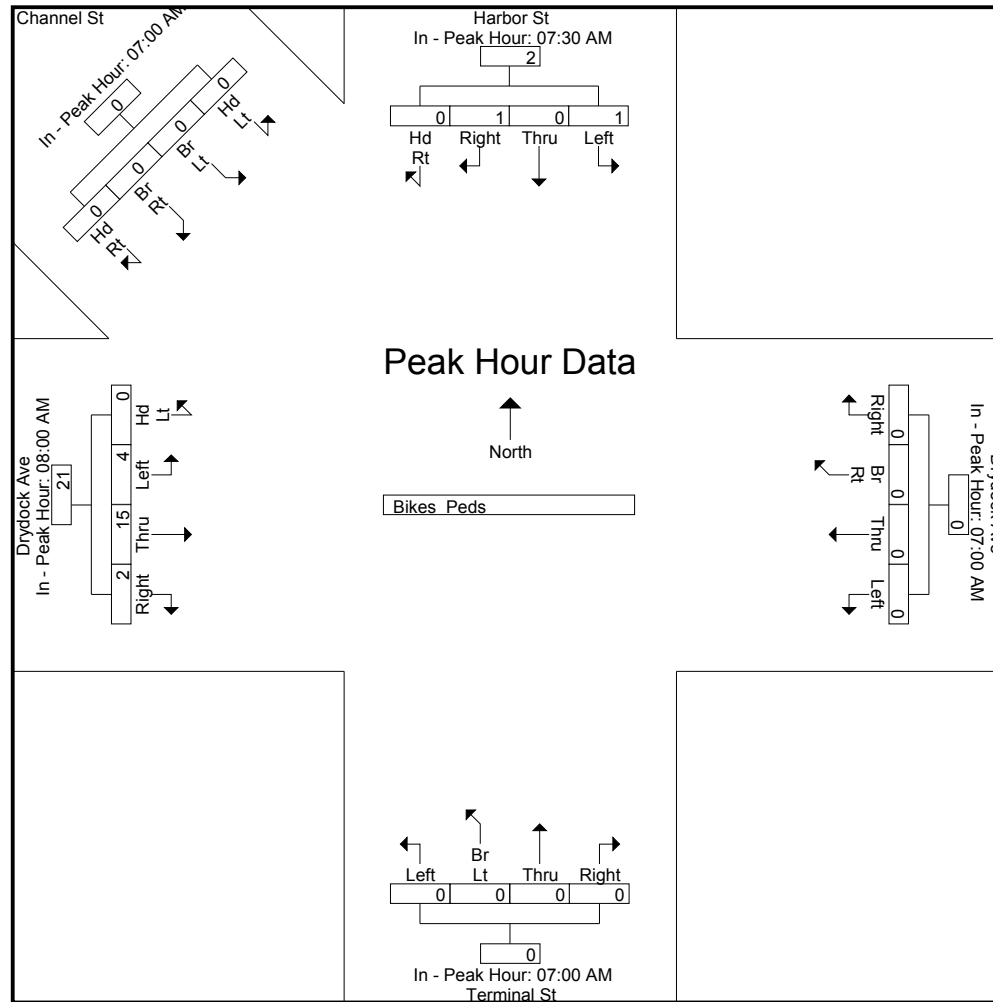 Channel St
In - Peak Hour: 07:00 AM
0
0
0
0
0
Hd
Lt
Br
Lt
Br
Rt
Hd
Rt
Harbor St
In - Peak Hour: 07:30 AM
2
0 1 0 1
Hd Right Thru Left
Rt
Peak Hour Data
North
Bikes Peds
Drydock Ave
In - Peak Hour: 08:00 AM
21
0 4 15 2
Hd Left Thru Right
Lt
In - Peak Hour: 07:00 AM
0
0 0 0 0
Right Br Thru Left
Rt
Br
Left Lt Thru Right
0 0 0 0
0
In - Peak Hour: 07:00 AM
Terminal St